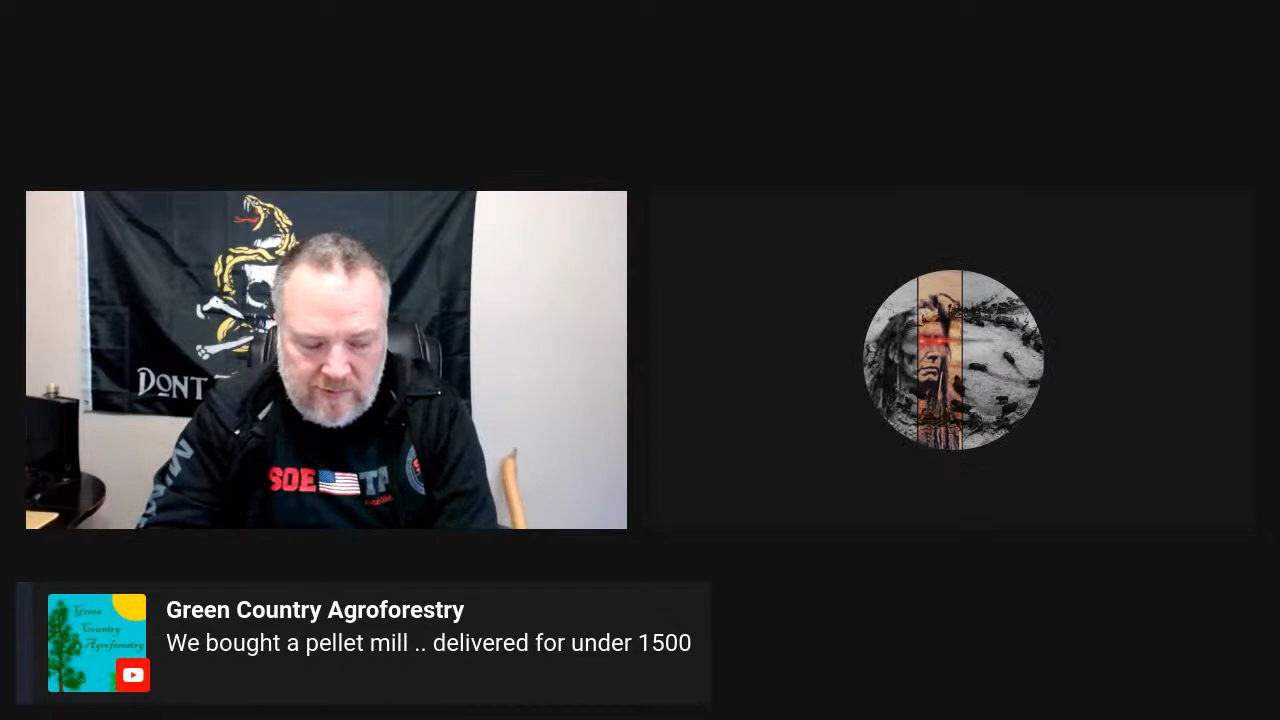 DONT
SOE
Green Country Agroforestry
We bought a pellet mill .. delivered for under 1500
Green
Country
Agroforestry